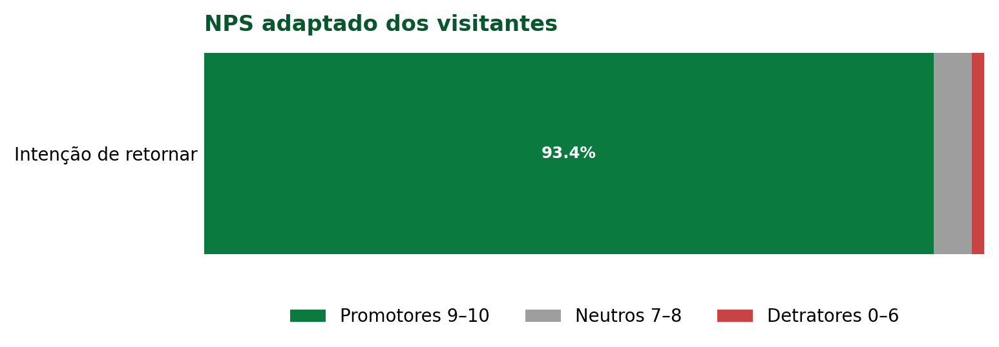 NPS adaptado dos visitantes
Intenção de retornar
93.4%
Promotores 9–10
Neutros 7–8
Detratores 0–6